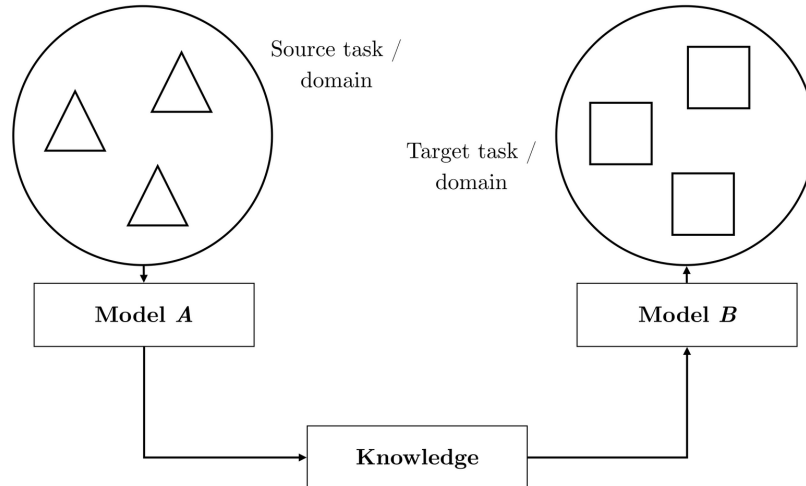 Source task /
domain
Target task /
domain
Model A
Model B
Knowledge